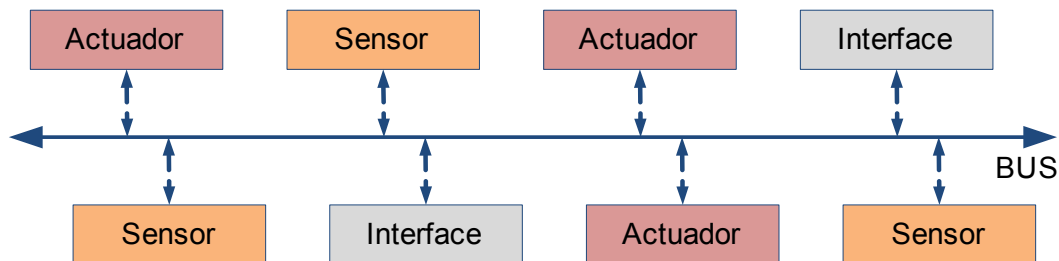 Actuador
Sensor
Actuador
Interface
BUS
Sensor
Interface
Actuador
Sensor